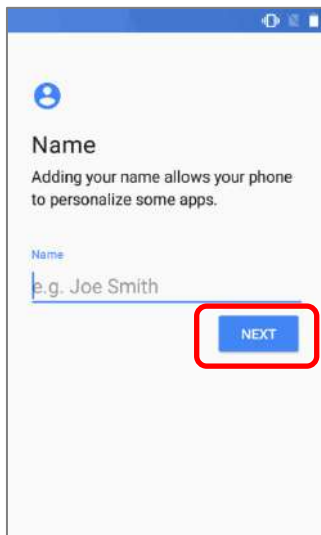 Name
Adding your name allows your phone
to personalize some apps.
Name
e.g. Joe Smith
NEXT